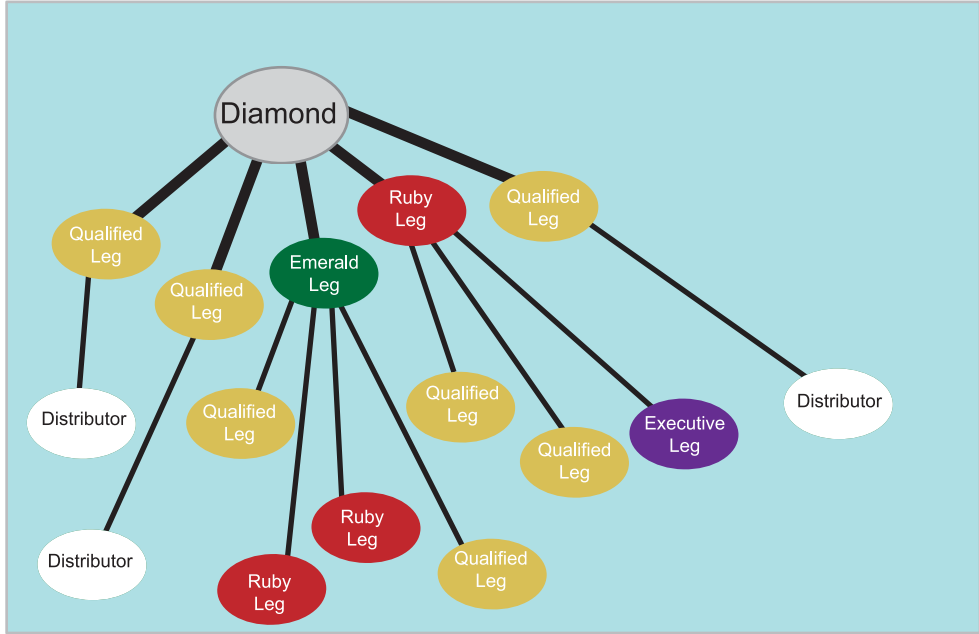 Diamond
Ruby
Leg
Qualified
Leg
Qualified
Leg
Emerald
Leg
Qualified
Leg
Qualified
Leg
Qualified
Leg
Distributor
Distributor
Executive
Leg
Qualified
Leg
Ruby
Leg
Distributor
Qualified
Leg
Ruby
Leg